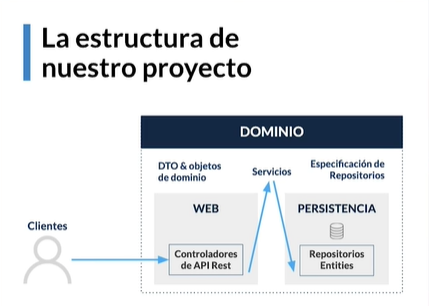 La estructura de
nuestro proyecto
DOMINIO
DTO & objetos
de dominio
Servicios
Especificación de
Repositorios
Clientes
WEB
PERSISTENCIA
Controladores
de API Rest
Repositorios
Entities